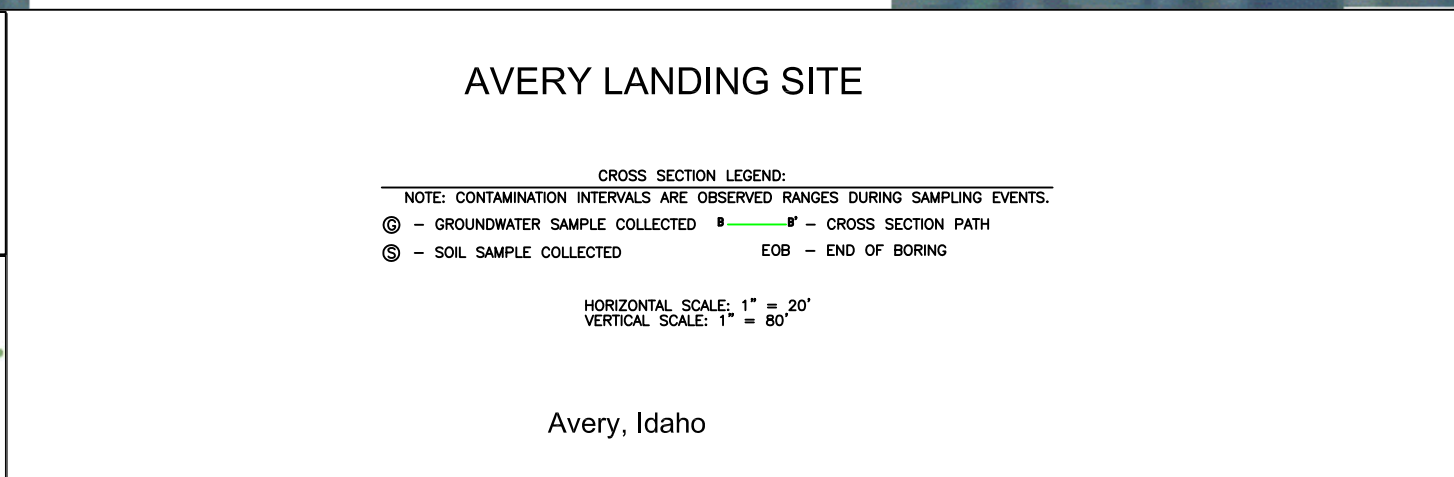 AVERY LANDING SITE
CROSS SECTION LEGEND:
NOTE: CONTAMINATION INTERVALS ARE OBSERVED RANGES DURING SAMPLING EVENTS.
Ⓖ – GROUNDWATER SAMPLE COLLECTED B B' – CROSS SECTION PATH
Ⓢ – SOIL SAMPLE COLLECTED EOB – END OF BORING
HORIZONTAL SCALE: 1" = 20'
VERTICAL SCALE: 1" = 80'
Avery, Idaho